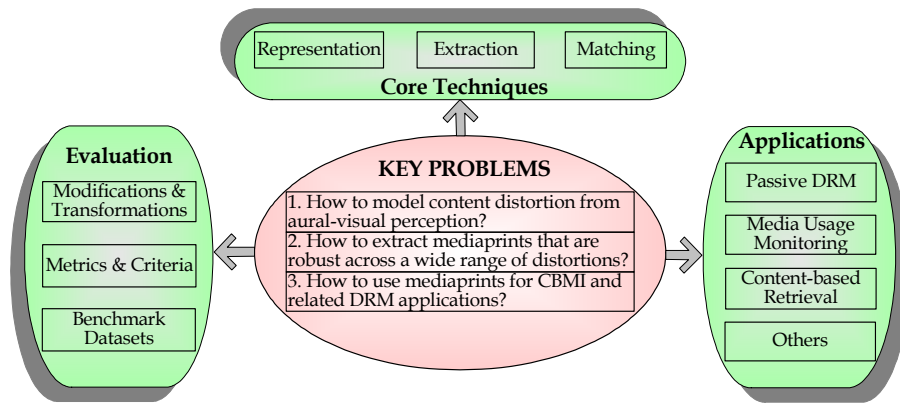 Representation
Extraction
Matching
Core Techniques
Evaluation
Modifications &
Transformations
Metrics & Criteria
Benchmark
Datasets
KEY PROBLEMS
1. How to model content distortion from
aural-visual perception?
2. How to extract mediaprints that are
robust across a wide range of distortions?
3. How to use mediaprints for CBMI and
related DRM applications?
Applications
Passive DRM
Media Usage
Monitoring
Content-based
Retrieval
Others